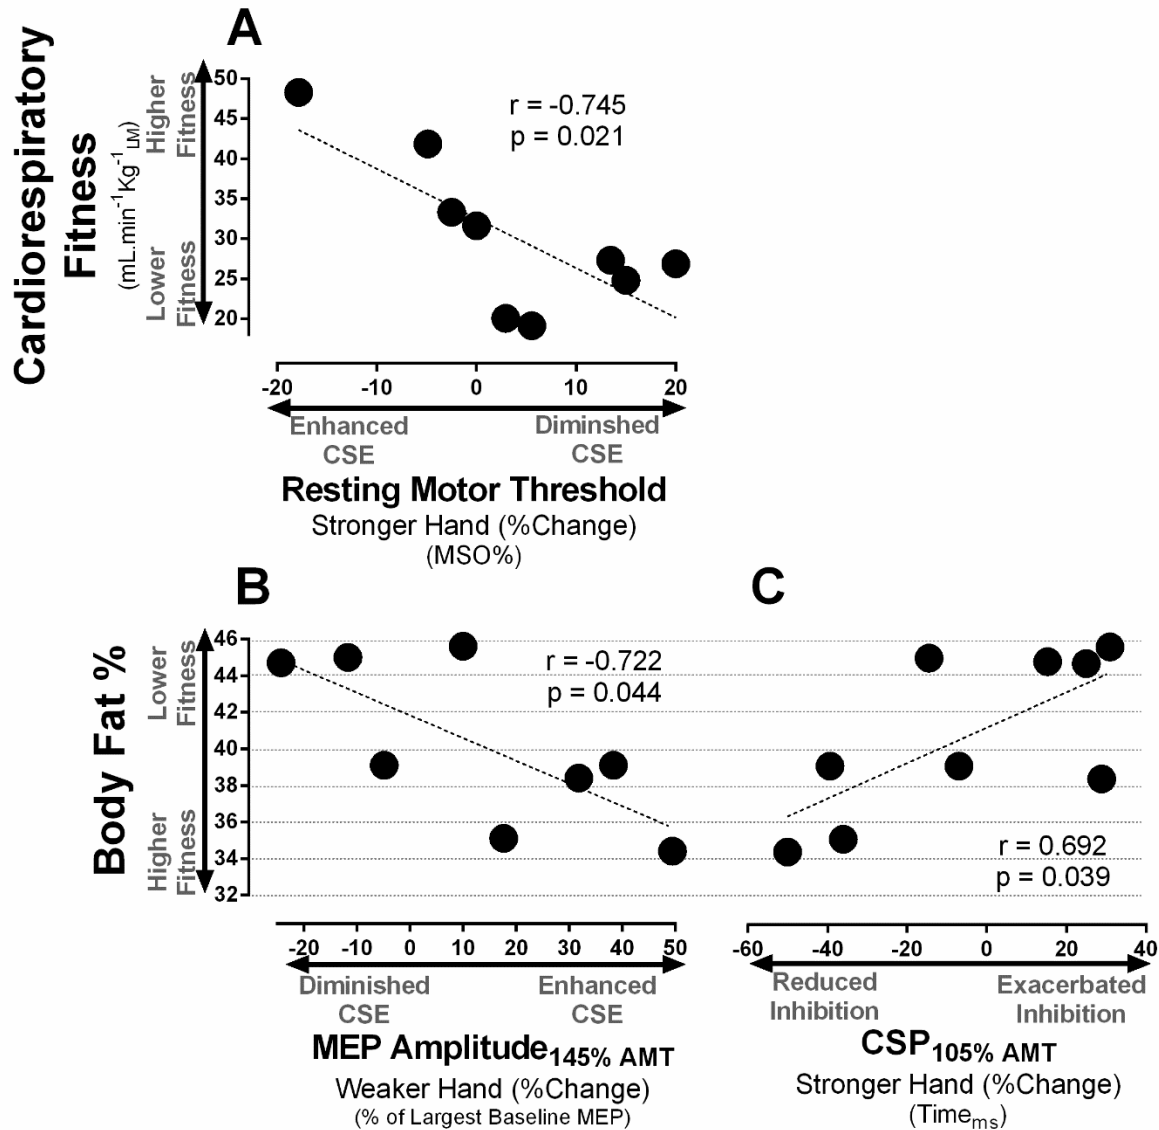 A
Cardiorespiratory
Fitness
(mL.min-1Kg-1LM)
Higher
Fitness
Lower
Fitness
50
45
40
35
30
25
20
r = -0.745
p = 0.021
-20 -10 0 10 20
Enhanced
CSE
Diminshed
CSE
Resting Motor Threshold
Stronger Hand (%Change)
(MSO%)
B
Body Fat %
Lower
Fitness
Higher
Fitness
46
44
42
40
38
36
34
32
r = -0.722
p = 0.044
-20 -10 0 10 20 30 40 50
Diminished
CSE
Enhanced
CSE
MEP Amplitude145% AMT
Weaker Hand (%Change)
(% of Largest Baseline MEP)
C
r = 0.692
p = 0.039
-60 -40 -20 0 20 40
Reduced
Inhibition
Exacerbated
Inhibition
CSP105% AMT
Stronger Hand (%Change)
(Timems)